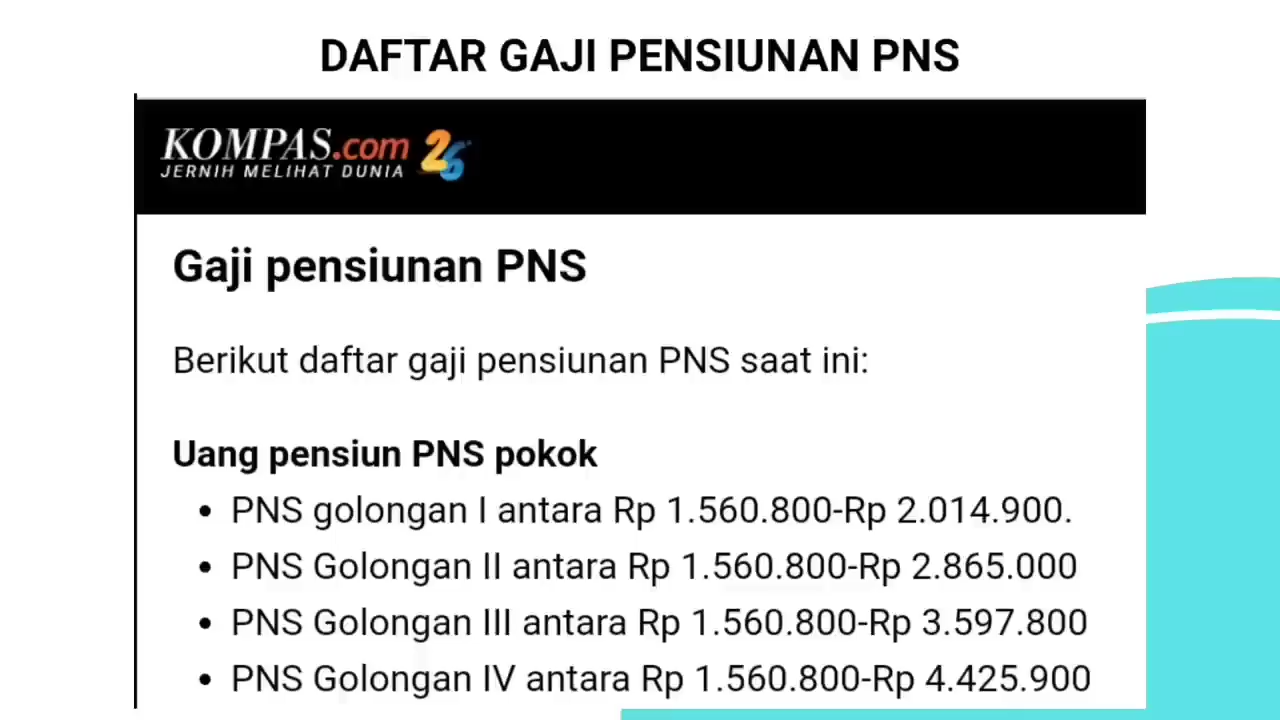 DAFTAR GAJI PENSIUNAN PNS
KOMPAS.com 26
JERNIH MELIHAT DUNIA
Gaji pensiunan PNS
Berikut daftar gaji pensiunan PNS saat ini:
Uang pensiun PNS pokok
• PNS golongan I antara Rp 1.560.800-Rp 2.014.900.
• PNS Golongan II antara Rp 1.560.800-Rp 2.865.000
• PNS Golongan III antara Rp 1.560.800-Rp 3.597.800
• PNS Golongan IV antara Rp 1.560.800-Rp 4.425.900